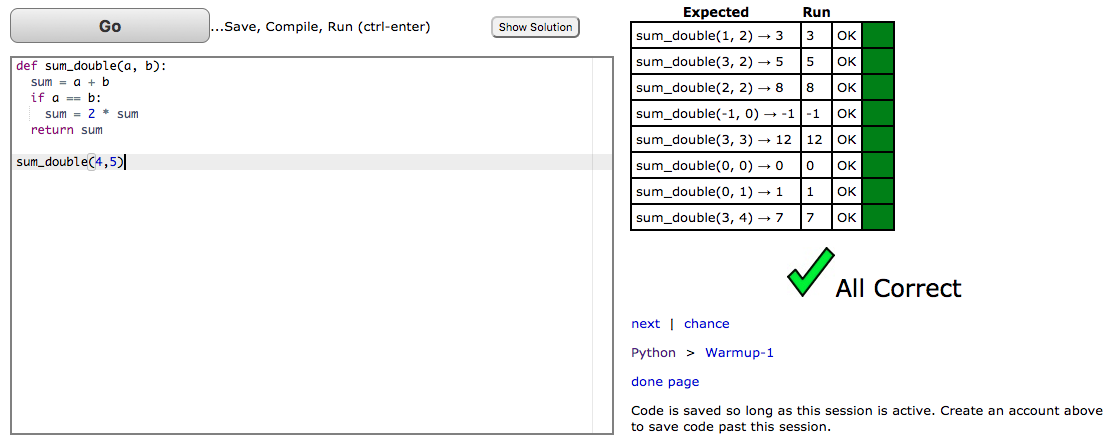 Go ...Save, Compile, Run (ctrl-enter) Show Solution
def sum_double(a, b):
  sum = a + b
  if a == b:
    sum = 2 * sum
  return sum
sum_double(4,5)
Expected Run
sum_double(1, 2) → 3 3 OK
sum_double(3, 2) → 5 5 OK
sum_double(2, 2) → 8 8 OK
sum_double(-1, 0) → -1 -1 OK
sum_double(3, 3) → 12 12 OK
sum_double(0, 0) → 0 0 OK
sum_double(0, 1) → 1 1 OK
sum_double(3, 4) → 7 7 OK
All Correct
next | chance
Python > Warmup-1
done page
Code is saved so long as this session is active. Create an account above
to save code past this session.